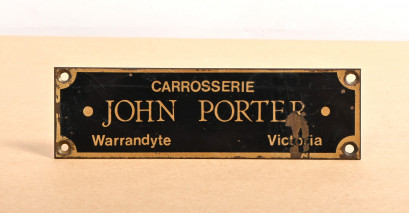 CARROSSERIE
JOHN PORTER
Warrandyte Victoria